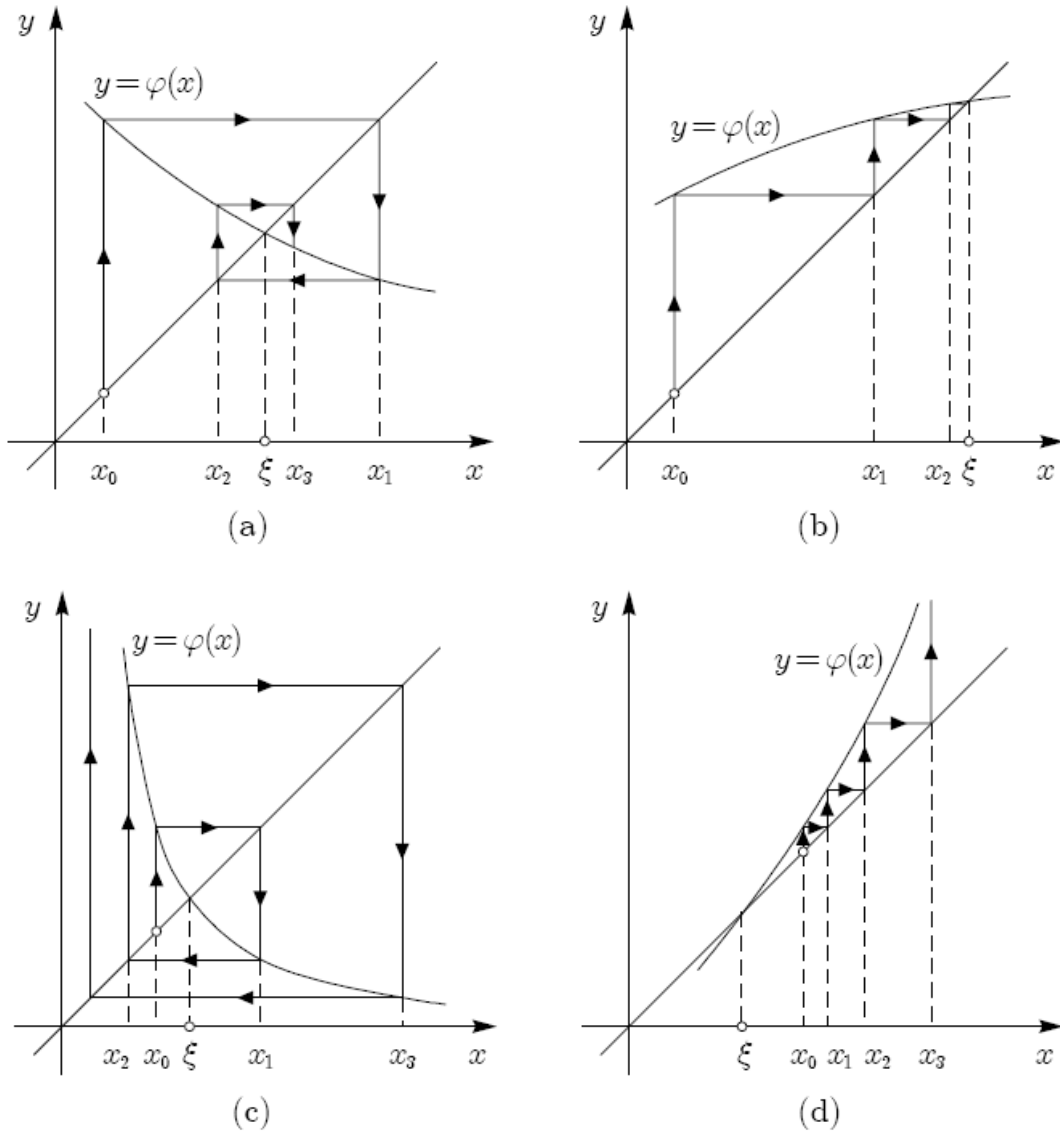 y
y = φ(x)
x₀ x₂ ξ x₃ x₁ x
(a)
y
y = φ(x)
x₀ x₁ x₂ ξ x
(b)
y
y = φ(x)
x₂ x₀ ξ x₁ x₃ x
(c)
y
y = φ(x)
ξ x₀ x₁ x₂ x₃ x
(d)